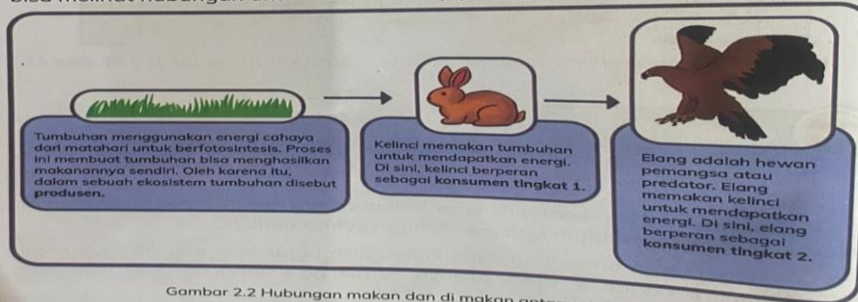 Tumbuhan menggunakan energi cahaya
dari matahari untuk berfotosintesis. Proses
ini membuat tumbuhan bisa menghasilkan
makanannya sendiri. Oleh karena itu,
dalam sebuah ekosistem tumbuhan disebut
produsen.
Kelinci memakan tumbuhan
untuk mendapatkan energi.
Di sini, kelinci berperan
sebagai konsumen tingkat 1.
Elang adalah hewan
pemangsa atau
predator. Elang
memakan kelinci
untuk mendapatkan
energi. Di sini, elang
berperan sebagai
konsumen tingkat 2.
Gambar 2.2 Hubungan makan dan di makan